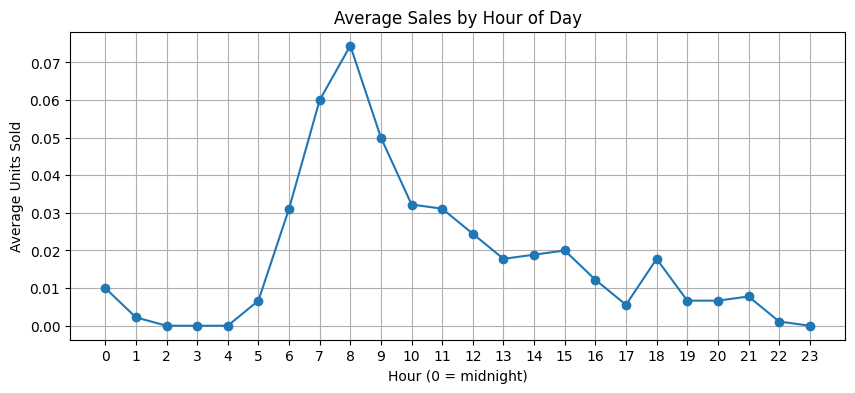 Average Sales by Hour of Day
Average Units Sold
0.07
0.06
0.05
0.04
0.03
0.02
0.01
0.00
0 1 2 3 4 5 6 7 8 9 10 11 12 13 14 15 16 17 18 19 20 21 22 23
Hour (0 = midnight)